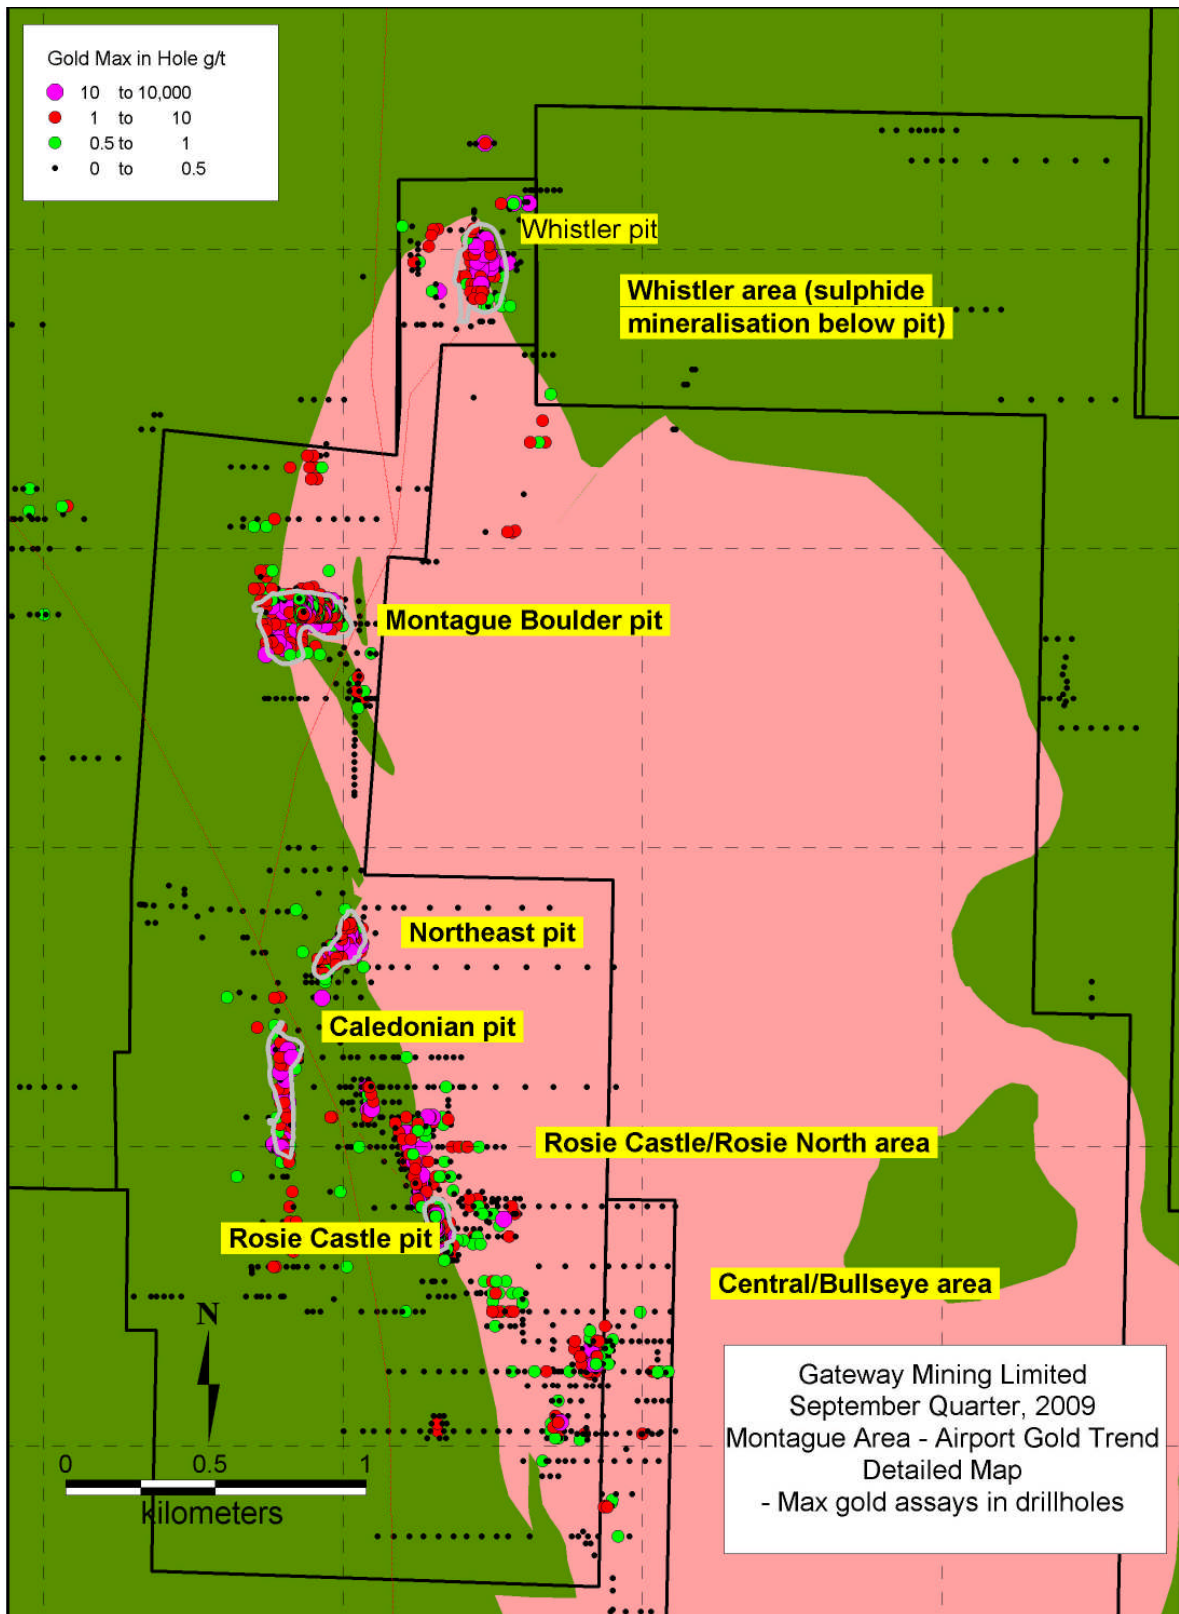 Gold Max in Hole g/t
10 to 10,000
1 to 10
0.5 to 1
0 to 0.5
Whistler pit
Whistler area (sulphide
mineralisation below pit)
Montague Boulder pit
Northeast pit
Caledonian pit
Rosie Castle/Rosie North area
Rosie Castle pit
Central/Bullseye area
N
0 0.5 1
kilometers
Gateway Mining Limited
September Quarter, 2009
Montague Area - Airport Gold Trend
Detailed Map
- Max gold assays in drillholes